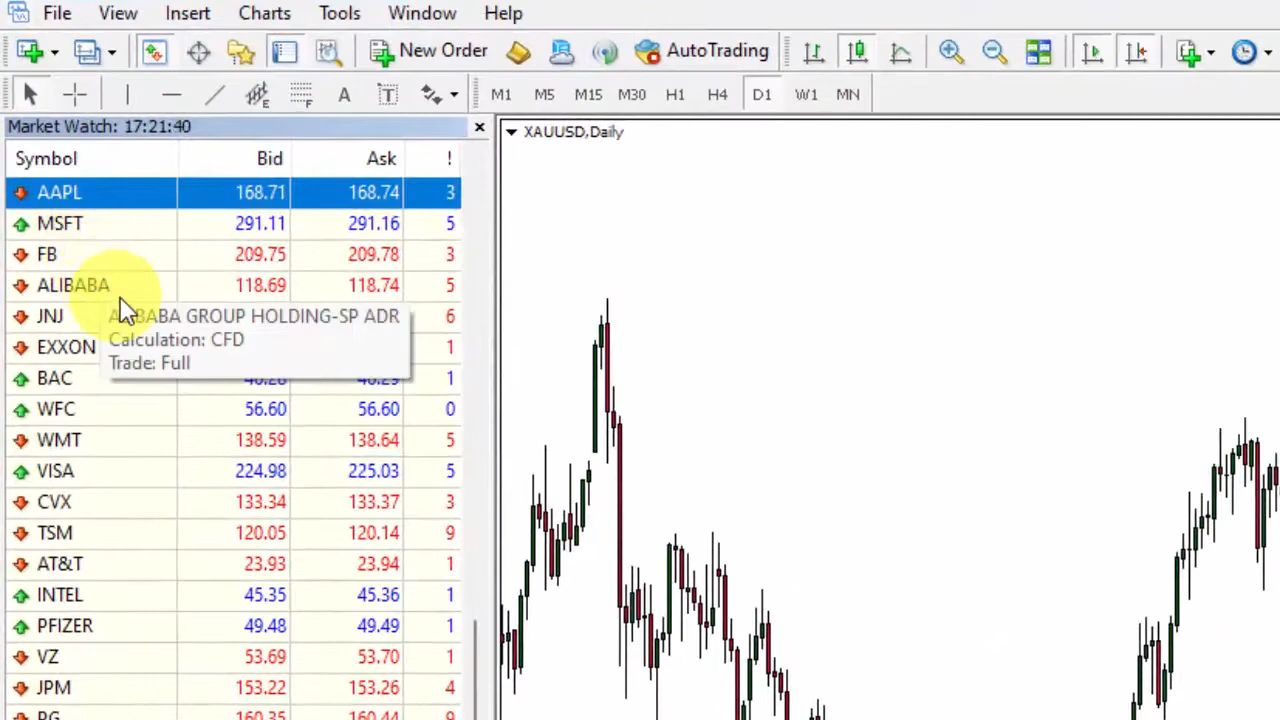 File View Insert Charts Tools Window Help
New Order AutoTrading
E F A T M1 M5 M15 M30 H1 H4 D1 W1 MN
Market Watch: 17:21:40
XAUUSD,Daily
Symbol Bid Ask !
AAPL 168.71 168.74 3
MSFT 291.11 291.16 5
FB 209.75 209.78 3
ALIBABA 118.69 118.74 5
JNJ 6
BABA GROUP HOLDING-SP ADR
Calculation: CFD
Trade: Full
EXXON 1
BAC 1
WFC 56.60 56.60 0
WMT 138.59 138.64 5
VISA 224.98 225.03 5
CVX 133.34 133.37 3
TSM 120.05 120.14 9
AT&T 23.93 23.94 1
INTEL 45.35 45.36 1
PFIZER 49.48 49.49 1
VZ 53.69 53.70 1
JPM 153.22 153.26 4
PG 160.35 160.44 9